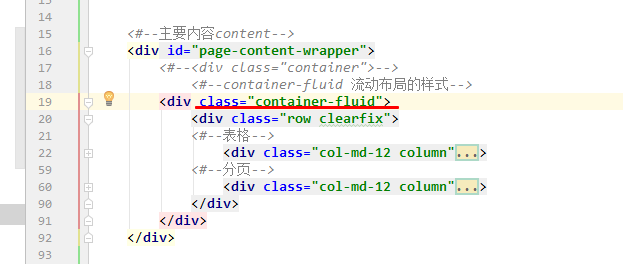 14
15 <#--主要内容content-->
16 <div id="page-content-wrapper">
17 <#--<div class="container">-->
18 <#--container-fluid 流动布局的样式-->
19 <div class="container-fluid">
20 <div class="row clearfix">
21 <#--表格-->
22 <div class="col-md-12 column"...>
59 <#--分页-->
60 <div class="col-md-12 column"...>
90 </div>
91 </div>
92 </div>
93